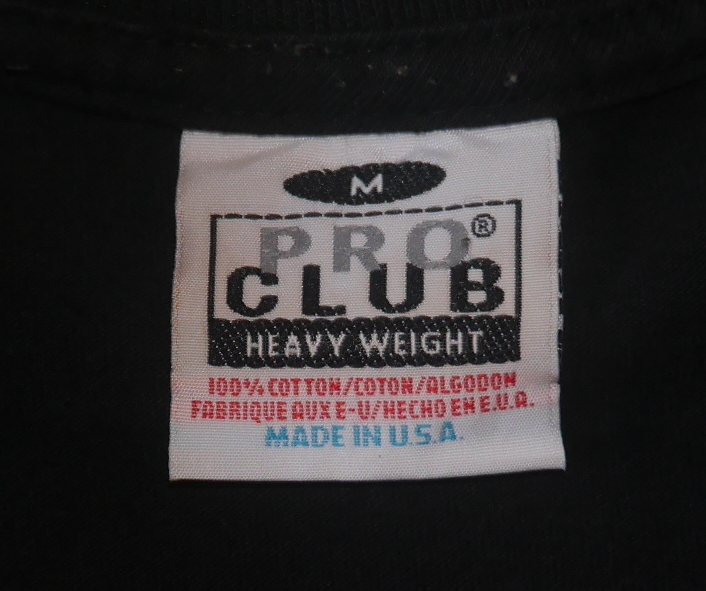 M
PRO®
CLUB
HEAVY WEIGHT
100% COTTON/COTON/ALGODON
FABRIQUE AUX E-U/HECHO EN E.U.A.
MADE IN U.S.A.